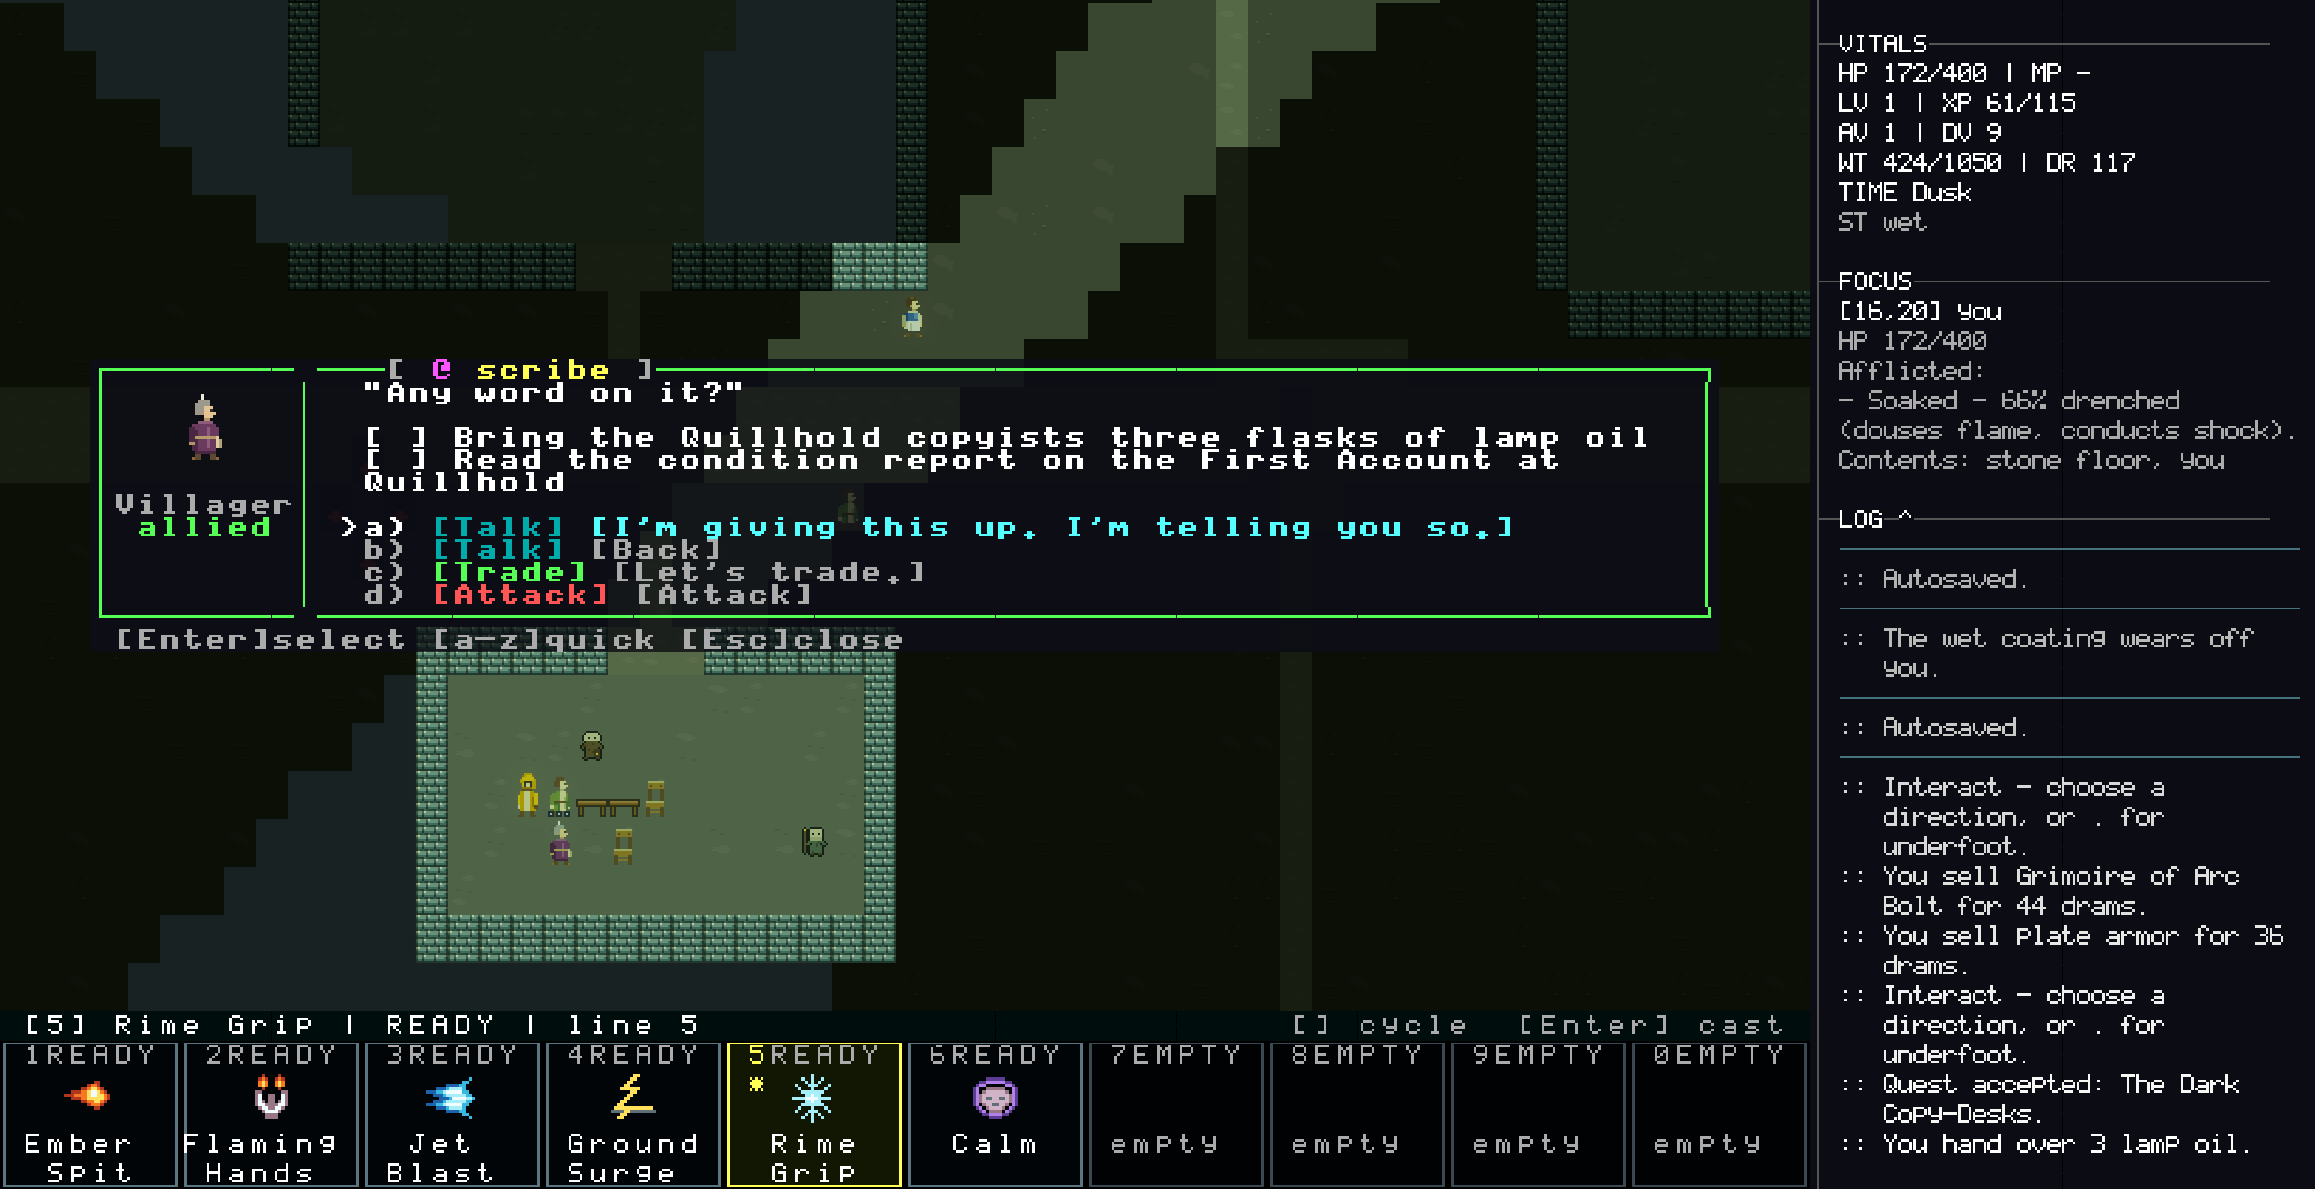 [ @ scribe ]
"Any word on it?"
[ ] Bring the Quillhold copyists three flasks of lamp oil
[ ] Read the condition report on the First Account at
Quillhold
Villager
allied
>a) [Talk] [I'm giving this up. I'm telling you so.]
b) [Talk] [Back]
c) [Trade] [Let's trade.]
d) [Attack] [Attack]
[Enter]select [a-z]quick [Esc]close
[5] Rime Grip | READY | line 5
[] cycle [Enter] cast
1READY
Ember
Spit
2READY
Flaming
Hands
3READY
Jet
Blast
4READY
Ground
Surge
5READY
Rime
Grip
6READY
Calm
7EMPTY
empty
8EMPTY
empty
9EMPTY
empty
0EMPTY
empty
VITALS
HP 172/400 | MP -
LV 1 | XP 61/115
AV 1 | DV 9
WT 424/1050 | DR 117
TIME Dusk
ST wet
FOCUS
[16,20] you
HP 172/400
Afflicted:
- Soaked - 66% drenched
(douses flame, conducts shock).
Contents: stone floor, you
LOG ^
:: Autosaved.
:: The wet coating wears off
you.
:: Autosaved.
:: Interact - choose a
direction, or . for
underfoot.
:: You sell Grimoire of Arc
Bolt for 44 drams.
:: You sell plate armor for 36
drams.
:: Interact - choose a
direction, or . for
underfoot.
:: Quest accepted: The Dark
Copy-Desks.
:: You hand over 3 lamp oil.